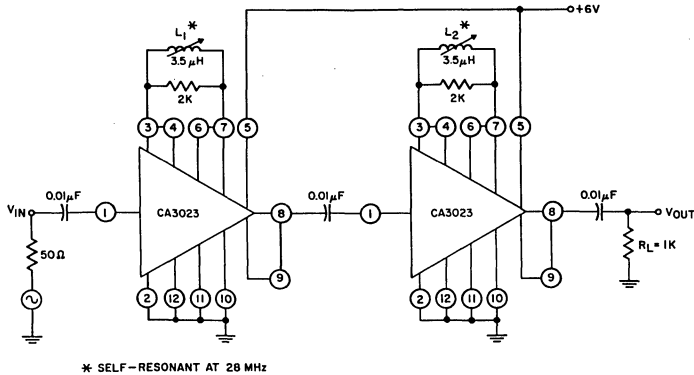 +6V
L1*
3.5μH
2K
3 4 6 7 5
L2*
3.5μH
2K
3 4 6 7 5
VIN
0.01μF
1
CA3023
8
0.01μF
1
CA3023
8
0.01μF
VOUT
50Ω
9
9
RL=1K
2 12 11 10
2 12 11 10
* SELF-RESONANT AT 28 MHz